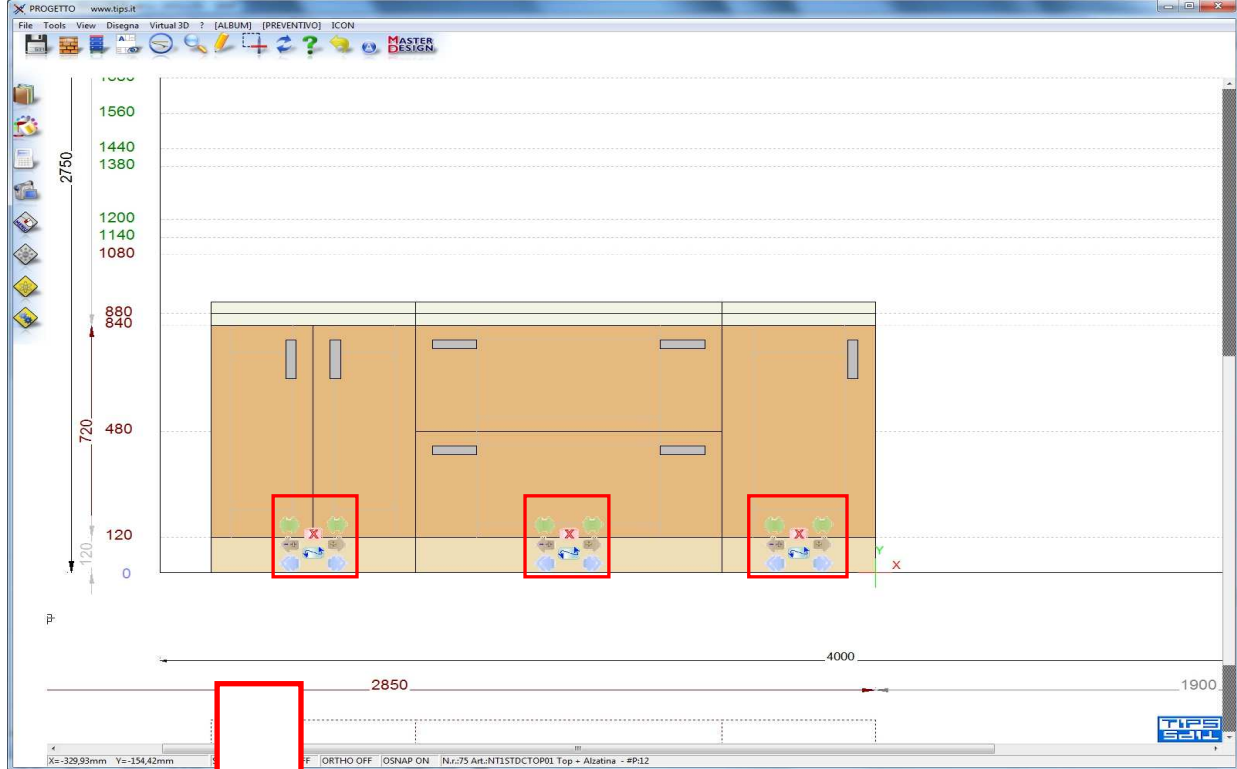 PROGETTO www.tips.it
File Tools View Disegna Virtual 3D ? [ALBUM] [PREVENTIVO] ICON
MASTER
DESIGN
1560
1440
1380
2750
1200
1140
1080
880
840
720
480
120
120
0
Y
X
4000
2850
1900
TIPS
X=-329,93mm Y=-154,42mm
ORTHO OFF OSNAP ON N.r.:75 Art.:NT1STDCTOP01 Top + Alzatina - #P:12